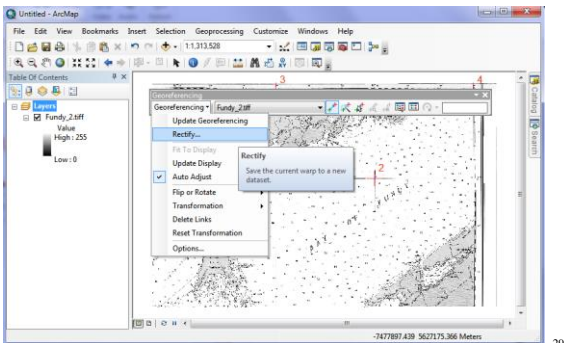 Untitled - ArcMap
File Edit View Bookmarks Insert Selection Geoprocessing Customize Windows Help
1:1,313,528
Table Of Contents
Layers
Fundy_2.tiff
Value
High : 255
Low : 0
Georeferencing
Georeferencing Fundy_2.tiff
Update Georeferencing
Rectify...
Fit To Display
Update Display
Auto Adjust
Flip or Rotate
Transformation
Delete Links
Reset Transformation
Options...
Rectify
Save the current warp to a new
dataset.
3
4
2
BAY OF FUNDY
Catalog
Search
-7477897.439 5627175.366 Meters